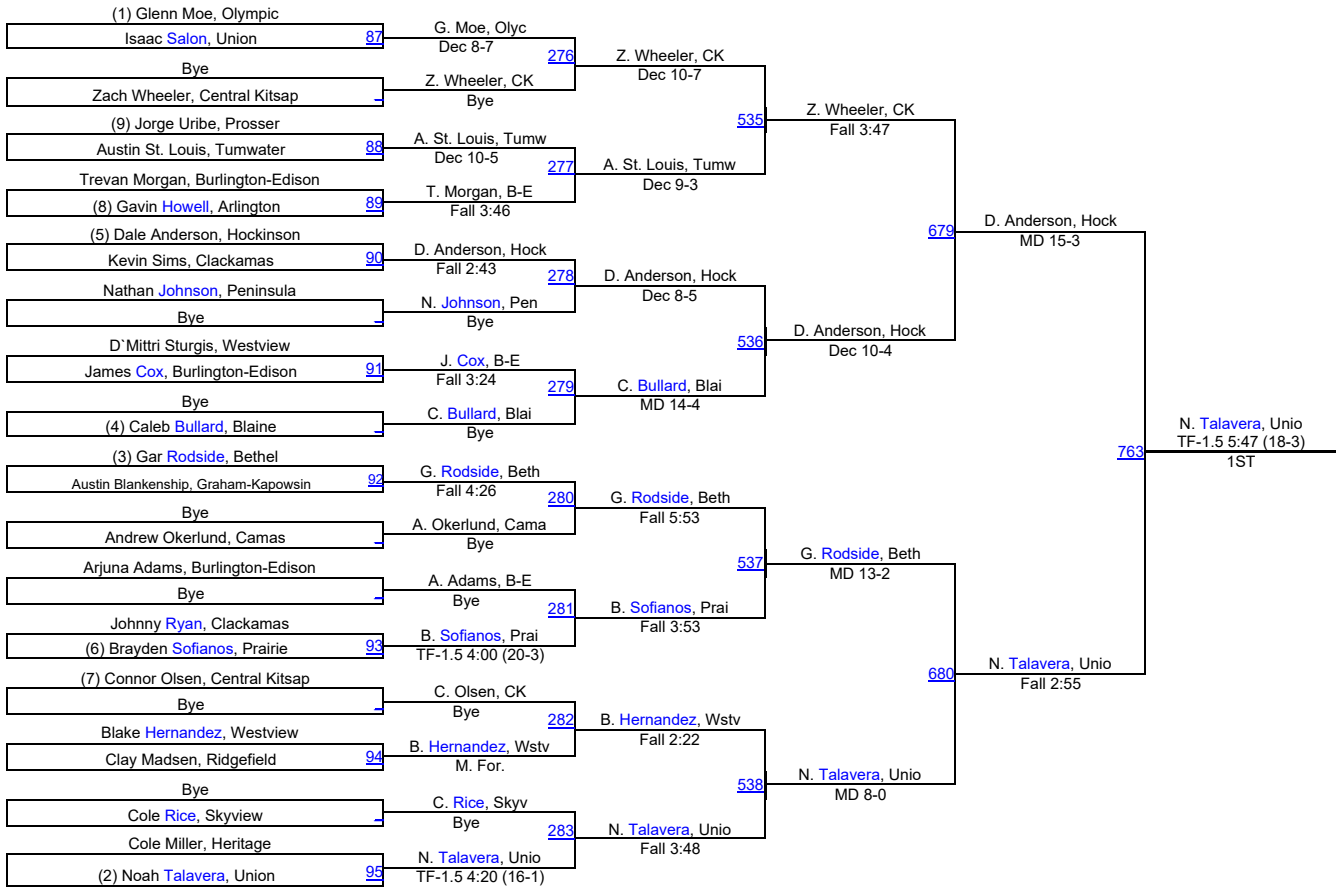 (1) Glenn Moe, Olympic
Isaac Salon, Union 87
Bye
Zach Wheeler, Central Kitsap
(9) Jorge Uribe, Prosser
Austin St. Louis, Tumwater 88
Trevan Morgan, Burlington-Edison
(8) Gavin Howell, Arlington 89
(5) Dale Anderson, Hockinson
Kevin Sims, Clackamas 90
Nathan Johnson, Peninsula
Bye
D`Mittri Sturgis, Westview
James Cox, Burlington-Edison 91
Bye
(4) Caleb Bullard, Blaine
(3) Gar Rodside, Bethel
Austin Blankenship, Graham-Kapowsin 92
Bye
Andrew Okerlund, Camas
Arjuna Adams, Burlington-Edison
Bye
Johnny Ryan, Clackamas
(6) Brayden Sofianos, Prairie 93
(7) Connor Olsen, Central Kitsap
Bye
Blake Hernandez, Westview
Clay Madsen, Ridgefield 94
Bye
Cole Rice, Skyview
Cole Miller, Heritage
(2) Noah Talavera, Union 95
G. Moe, Olyc
Dec 8-7
276
Z. Wheeler, CK
Bye
A. St. Louis, Tumw
Dec 10-5
277
T. Morgan, B-E
Fall 3:46
D. Anderson, Hock
Fall 2:43
278
N. Johnson, Pen
Bye
J. Cox, B-E
Fall 3:24
279
C. Bullard, Blai
Bye
G. Rodside, Beth
Fall 4:26
280
A. Okerlund, Cama
Bye
A. Adams, B-E
Bye
281
B. Sofianos, Prai
TF-1.5 4:00 (20-3)
C. Olsen, CK
Bye
282
B. Hernandez, Wstv
M. For.
C. Rice, Skyv
Bye
283
N. Talavera, Unio
TF-1.5 4:20 (16-1)
Z. Wheeler, CK
Dec 10-7
535
A. St. Louis, Tumw
Dec 9-3
D. Anderson, Hock
Dec 8-5
536
C. Bullard, Blai
MD 14-4
G. Rodside, Beth
Fall 5:53
537
B. Sofianos, Prai
Fall 3:53
B. Hernandez, Wstv
Fall 2:22
538
N. Talavera, Unio
Fall 3:48
Z. Wheeler, CK
Fall 3:47
679
D. Anderson, Hock
Dec 10-4
G. Rodside, Beth
MD 13-2
680
N. Talavera, Unio
MD 8-0
D. Anderson, Hock
MD 15-3
763
N. Talavera, Unio
Fall 2:55
N. Talavera, Unio
TF-1.5 5:47 (18-3)
1ST